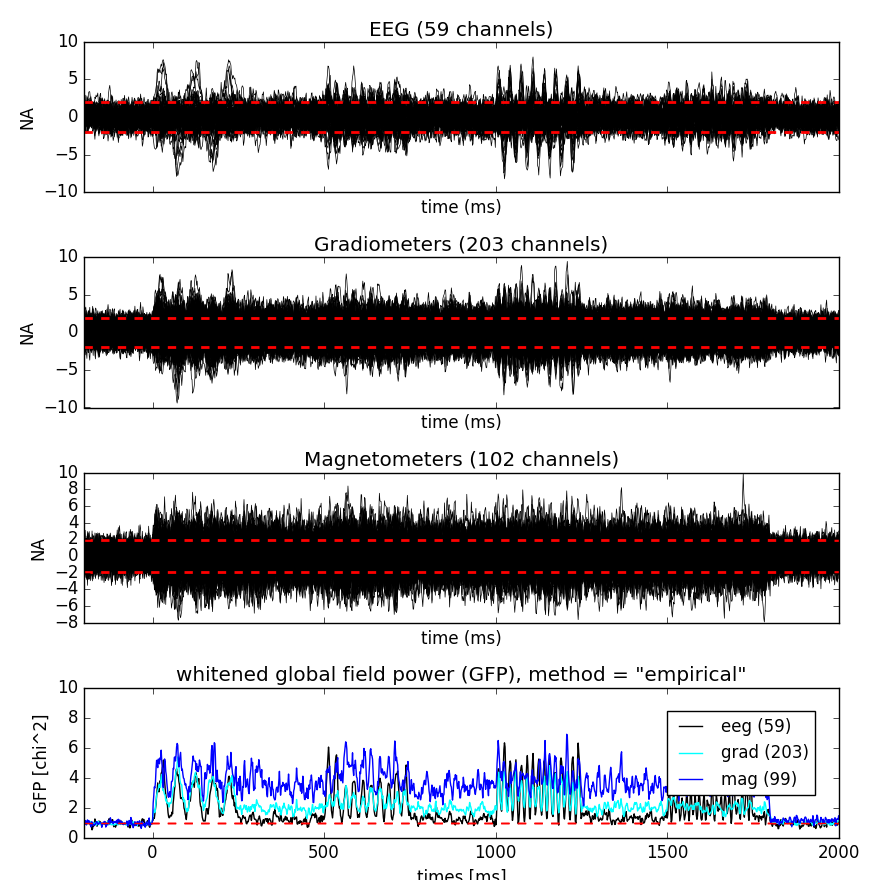 EEG (59 channels)
10
5
0
−5
−10
NA
time (ms)
Gradiometers (203 channels)
10
5
0
−5
−10
NA
time (ms)
Magnetometers (102 channels)
10
8
6
4
2
0
−2
−4
−6
−8
NA
time (ms)
whitened global field power (GFP), method = "empirical"
10
8
6
4
2
0
GFP [chi^2]
eeg (59)
grad (203)
mag (99)
0 500 1000 1500 2000
times [ms]